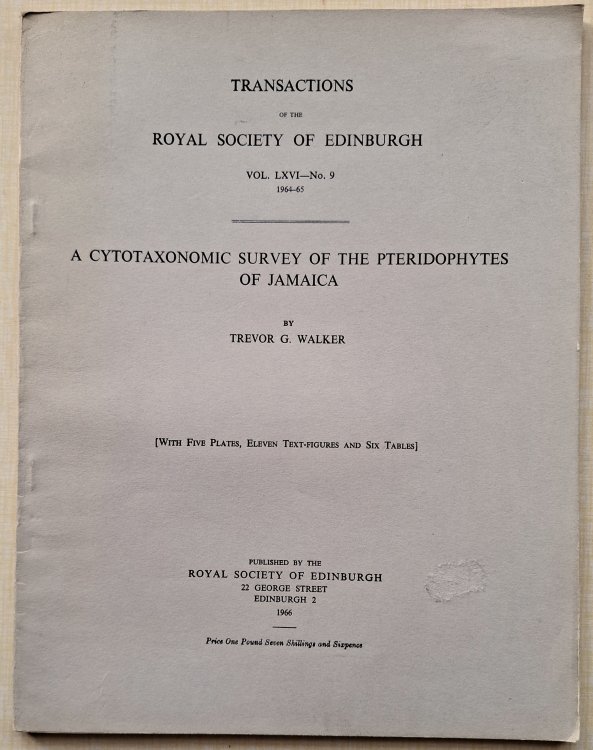 TRANSACTIONS
OF THE
ROYAL SOCIETY OF EDINBURGH
VOL. LXVI—No. 9
1964–65
A CYTOTAXONOMIC SURVEY OF THE PTERIDOPHYTES
OF JAMAICA
BY
TREVOR G. WALKER
[WITH FIVE PLATES, ELEVEN TEXT-FIGURES AND SIX TABLES]
PUBLISHED BY THE
ROYAL SOCIETY OF EDINBURGH
22 GEORGE STREET
EDINBURGH 2
1966
Price One Pound Seven Shillings and Sixpence